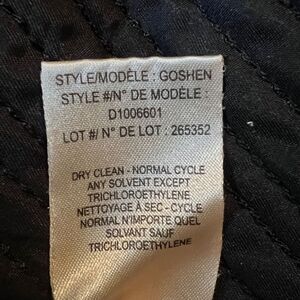 STYLE/MODÈLE : GOSHEN
STYLE #/N° DE MODÈLE :
D1006601
LOT #/ N° DE LOT : 265352
DRY CLEAN - NORMAL CYCLE
ANY SOLVENT EXCEPT
TRICHLOROETHYLENE
NETTOYAGE À SEC - CYCLE
NORMAL N'IMPORTE QUEL
SOLVANT SAUF
TRICHLOROETHYLENE